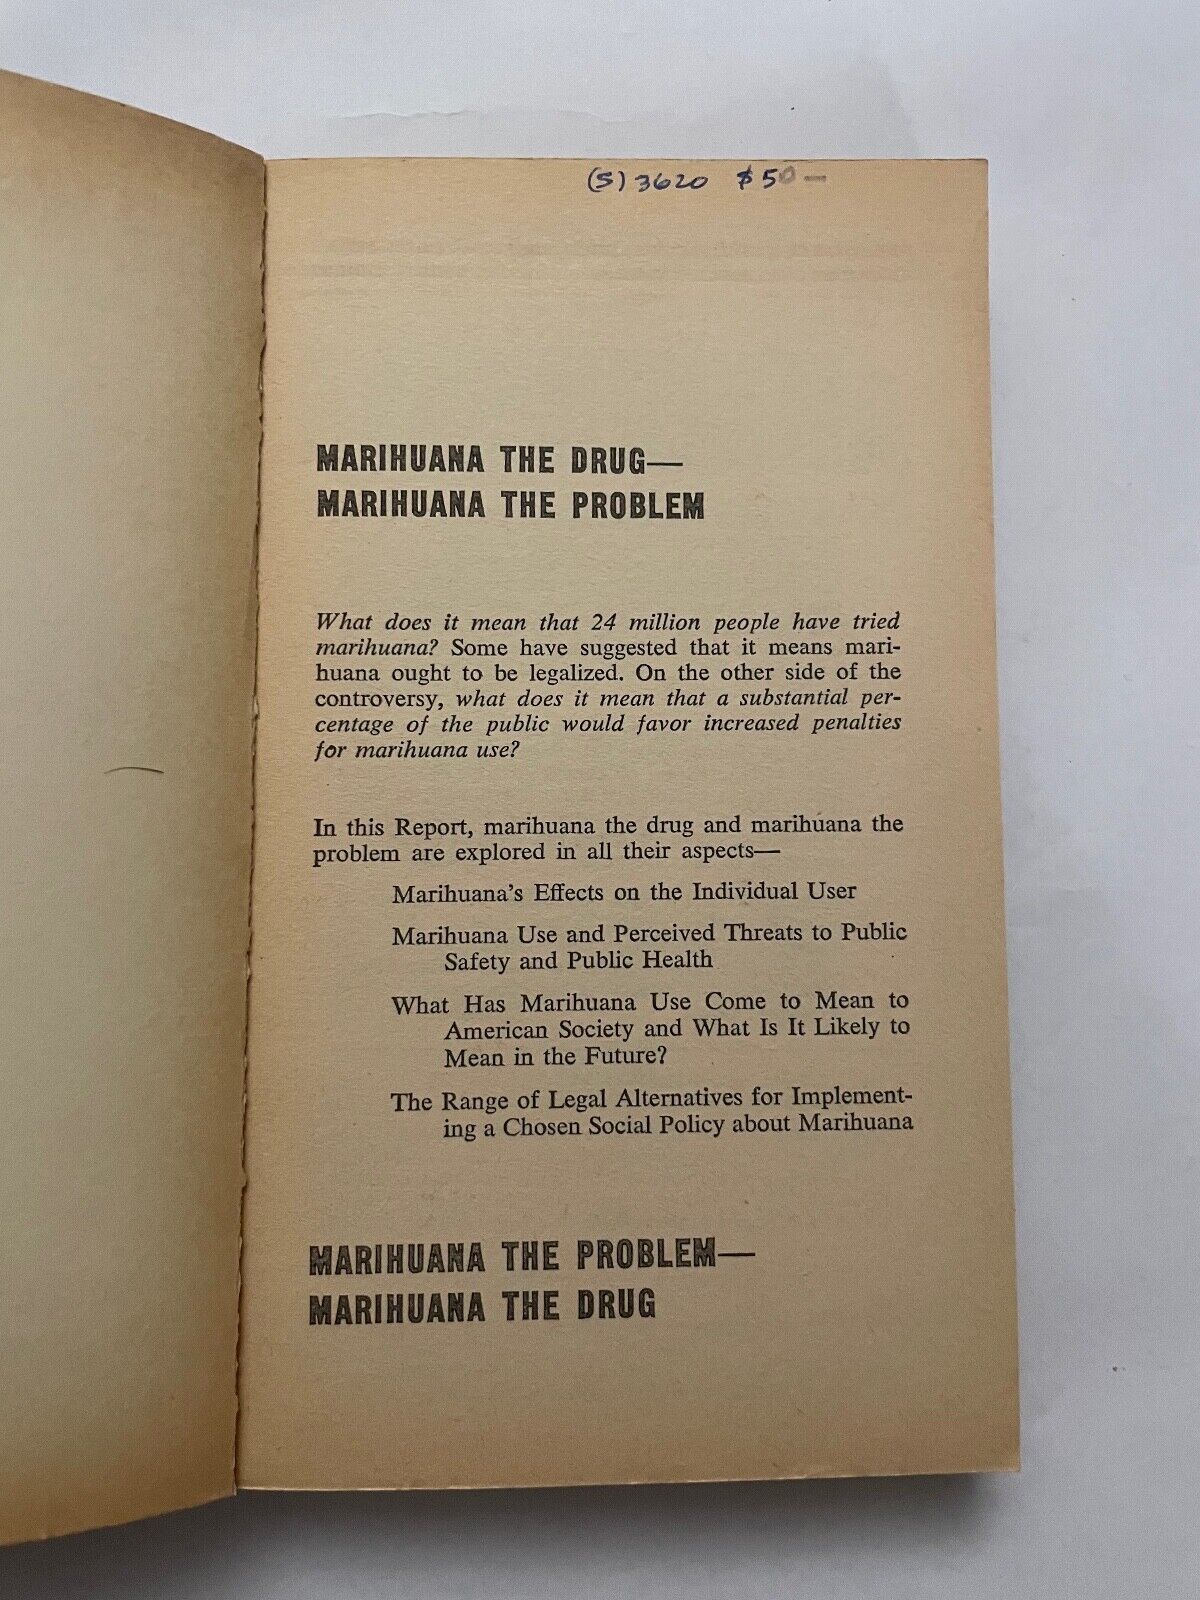 (S) 3620 $50 —
MARIHUANA THE DRUG—
MARIHUANA THE PROBLEM
What does it mean that 24 million people have tried
marihuana? Some have suggested that it means mari-
huana ought to be legalized. On the other side of the
controversy, what does it mean that a substantial per-
centage of the public would favor increased penalties
for marihuana use?
In this Report, marihuana the drug and marihuana the
problem are explored in all their aspects—
Marihuana's Effects on the Individual User
Marihuana Use and Perceived Threats to Public
Safety and Public Health
What Has Marihuana Use Come to Mean to
American Society and What Is It Likely to
Mean in the Future?
The Range of Legal Alternatives for Implement-
ing a Chosen Social Policy about Marihuana
MARIHUANA THE PROBLEM—
MARIHUANA THE DRUG